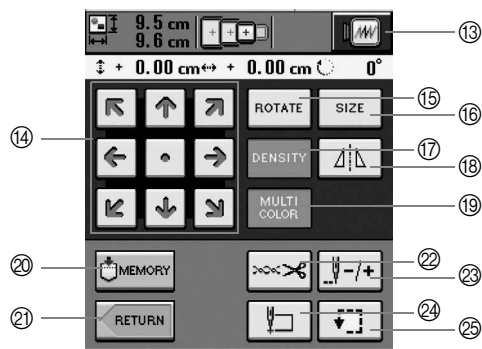 9.5 cm
9.6 cm
⑬
+ 0.00 cm + 0.00 cm 0°
⑭
ROTATE SIZE
⑮
⑯
DENSITY
⑰
⑱
MULTI
COLOR
⑲
⑳ MEMORY
㉒
-/+ ㉓
㉑ RETURN
㉔
㉕